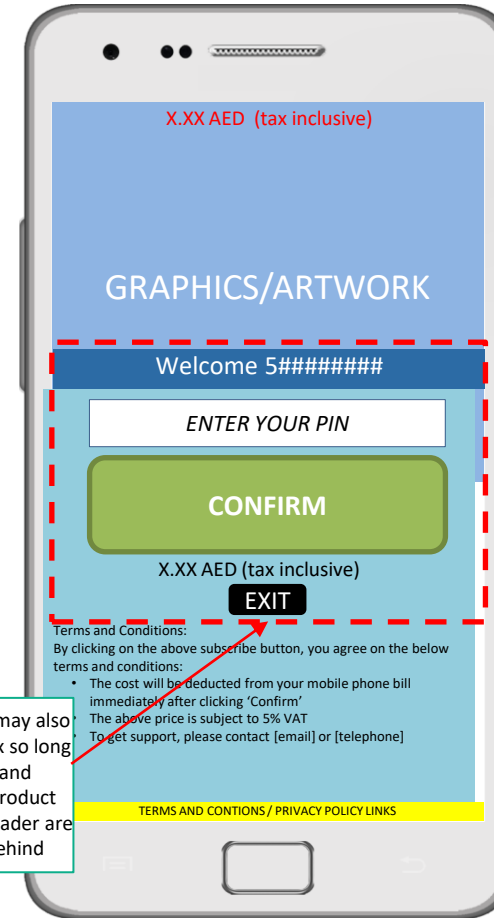 X.XX AED (tax inclusive)
GRAPHICS/ARTWORK
Welcome 5########
ENTER YOUR PIN
CONFIRM
X.XX AED (tax inclusive)
EXIT
Terms and Conditions:
By clicking on the above subscribe button, you agree on the below
terms and conditions:
• The cost will be deducted from your mobile phone bill
immediately after clicking ‘Confirm’
• The above price is subject to 5% VAT
• To get support, please contact [email] or [telephone]
may also
x so long
and
roduct
ader are
ehind
TERMS AND CONTIONS / PRIVACY POLICY LINKS